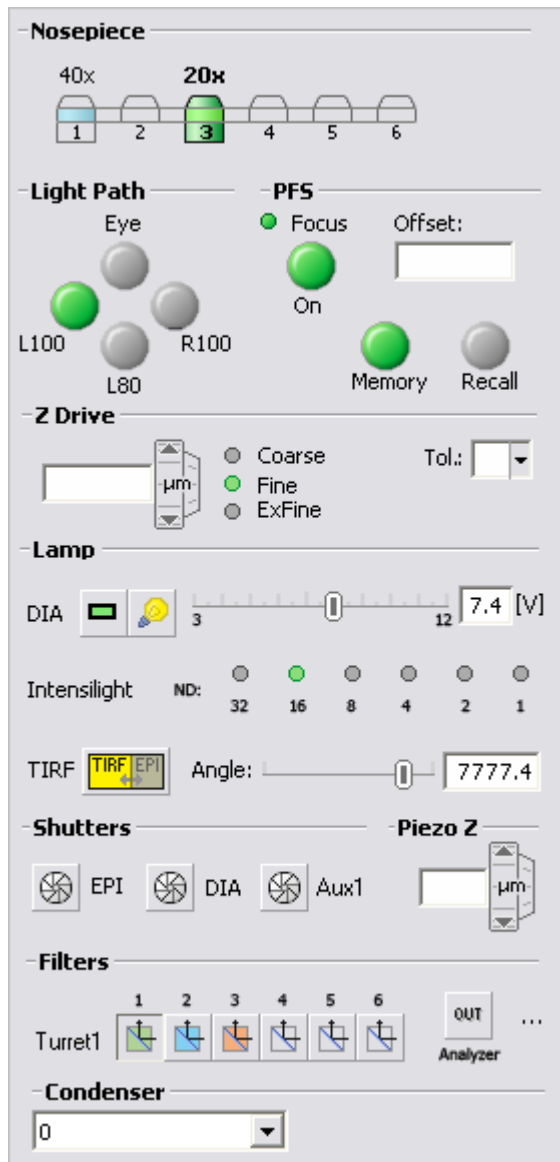 Nosepiece
40x 20x
1 2 3 4 5 6
Light Path PFS
Eye Focus Offset:
On
L100 R100
L80 Memory Recall
Z Drive
µm Coarse Tol.:
Fine
ExFine
Lamp
DIA 3 12 7.4 [V]
Intensilight ND: 32 16 8 4 2 1
TIRF TIRF EPI Angle: 7777.4
Shutters Piezo Z
EPI DIA Aux1 µm
Filters
1 2 3 4 5 6
Turret1 OUT ...
Analyzer
Condenser
0